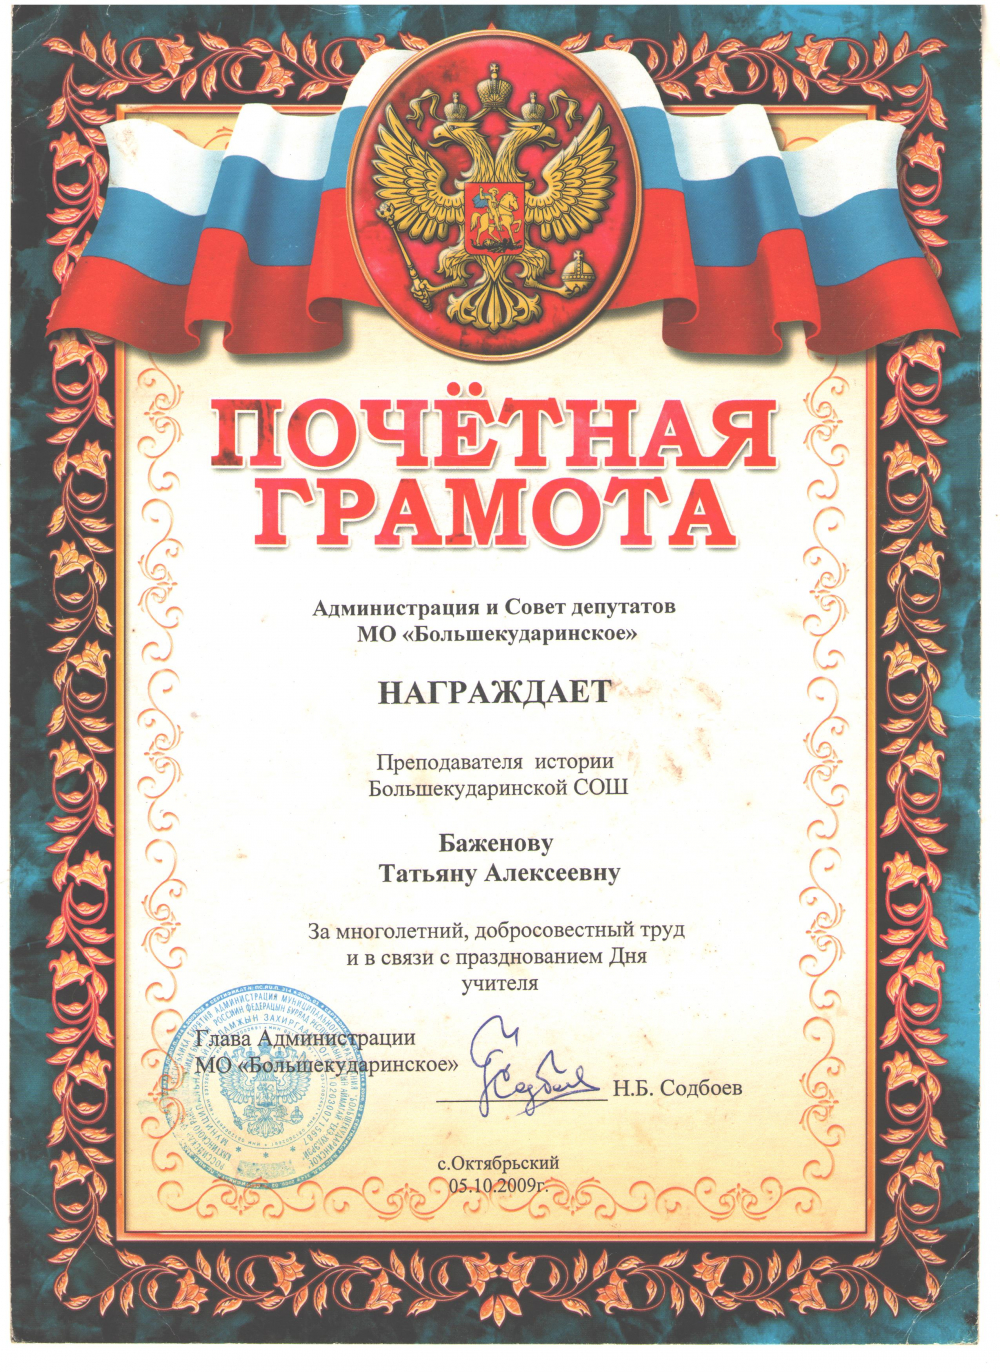 ПОЧЁТНАЯ
ГРАМОТА
Администрация и Совет депутатов
МО «Большекударинское»
НАГРАЖДАЕТ
Преподавателя истории
Большекударинской СОШ
Баженову
Татьяну Алексеевну
За многолетний, добросовестный труд
и в связи с празднованием Дня
учителя
Глава Администрации
МО «Большекударинское»
Н.Б. Содбоев
с.Октябрьский
05.10.2009г.